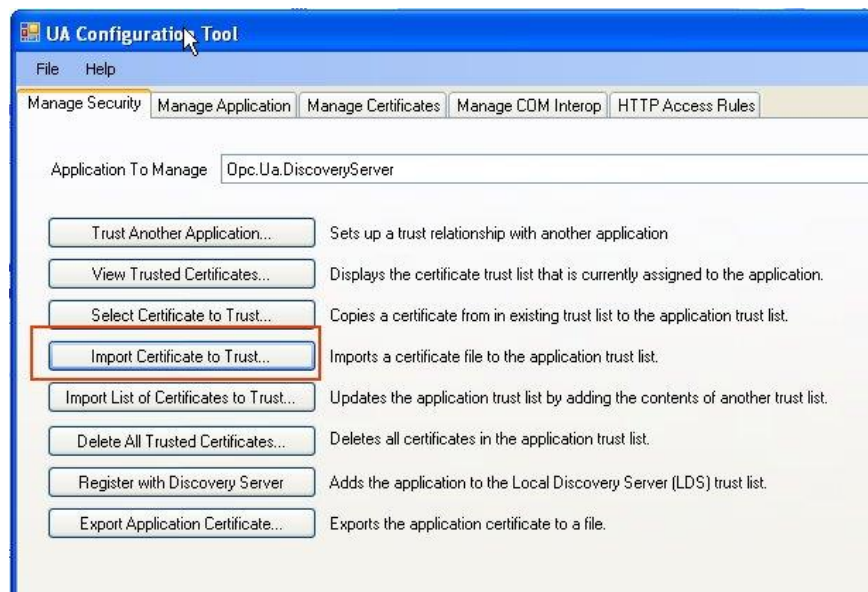 UA Configuration Tool
File Help
Manage Security Manage Application Manage Certificates Manage COM Interop HTTP Access Rules
Application To Manage Opc.Ua.DiscoveryServer
Trust Another Application... Sets up a trust relationship with another application
View Trusted Certificates... Displays the certificate trust list that is currently assigned to the application.
Select Certificate to Trust... Copies a certificate from in existing trust list to the application trust list.
Import Certificate to Trust... Imports a certificate file to the application trust list.
Import List of Certificates to Trust... Updates the application trust list by adding the contents of another trust list.
Delete All Trusted Certificates... Deletes all certificates in the application trust list.
Register with Discovery Server Adds the application to the Local Discovery Server (LDS) trust list.
Export Application Certificate... Exports the application certificate to a file.